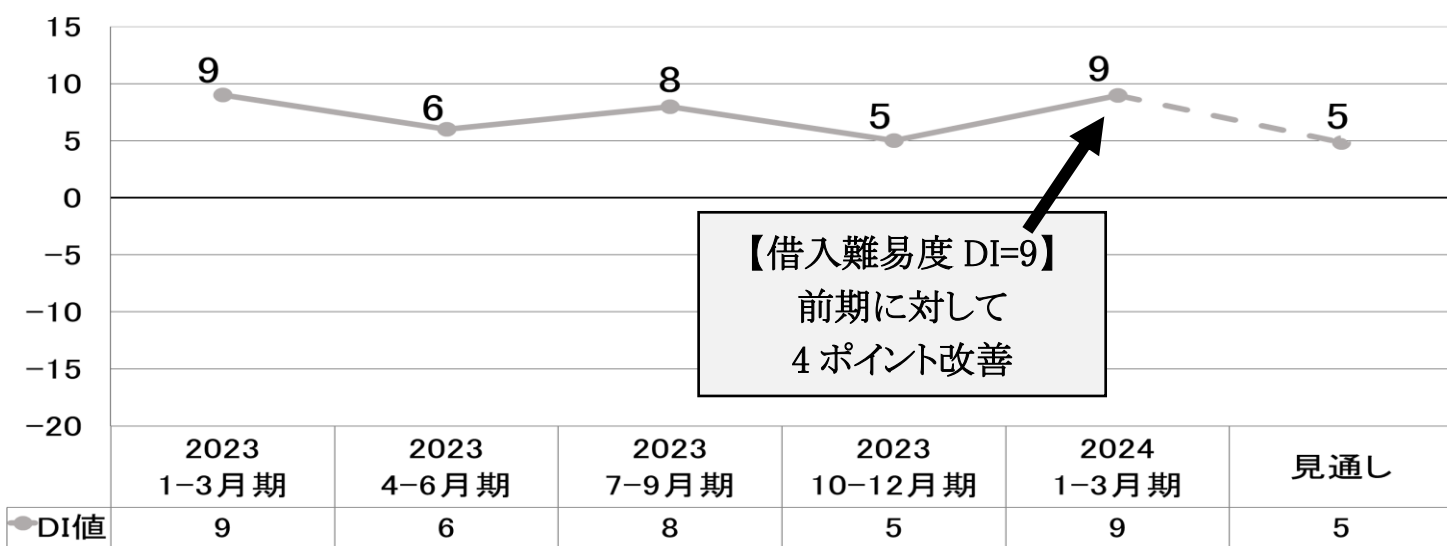 15
10
5
0
-5
-10
-15
-20
9
6
8
5
9
5
【借入難易度 DI=9】
前期に対して
4 ポイント改善
2023
1-3月期
2023
4-6月期
2023
7-9月期
2023
10-12月期
2024
1-3月期
見通し
DI値 9 6 8 5 9 5